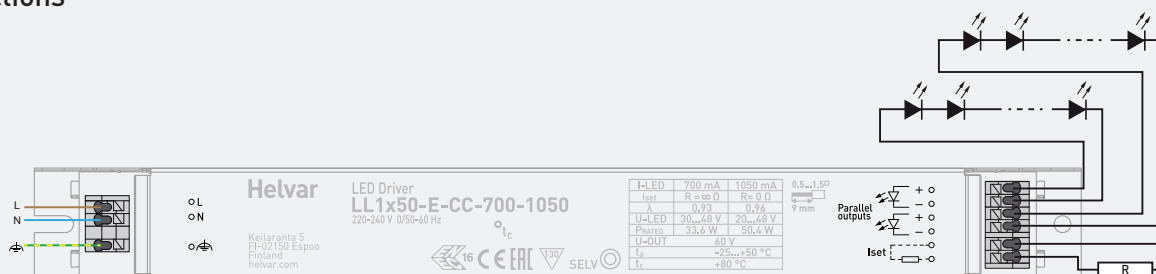 ctions
L
N
L
N
Helvar
Keilaranta 5
FI-02150 Espoo
Finland
helvar.com
LED Driver
LL1x50-E-CC-700-1050
220-240 V 0/50-60 Hz
tc
16 CE EAC 130 SELV
I-LED 700 mA 1050 mA
Iset R = ∞ Ω R= 0 Ω
λ 0.93 0.96
U-LED 30...48 V 20...48 V
PRATED 33.6 W 50.4 W
U-OUT 60 V
ta -25...+50 °C
tc +80 °C
0,5...1,5
9 mm
Parallel
outputs
+
-
+
-
Iset
R